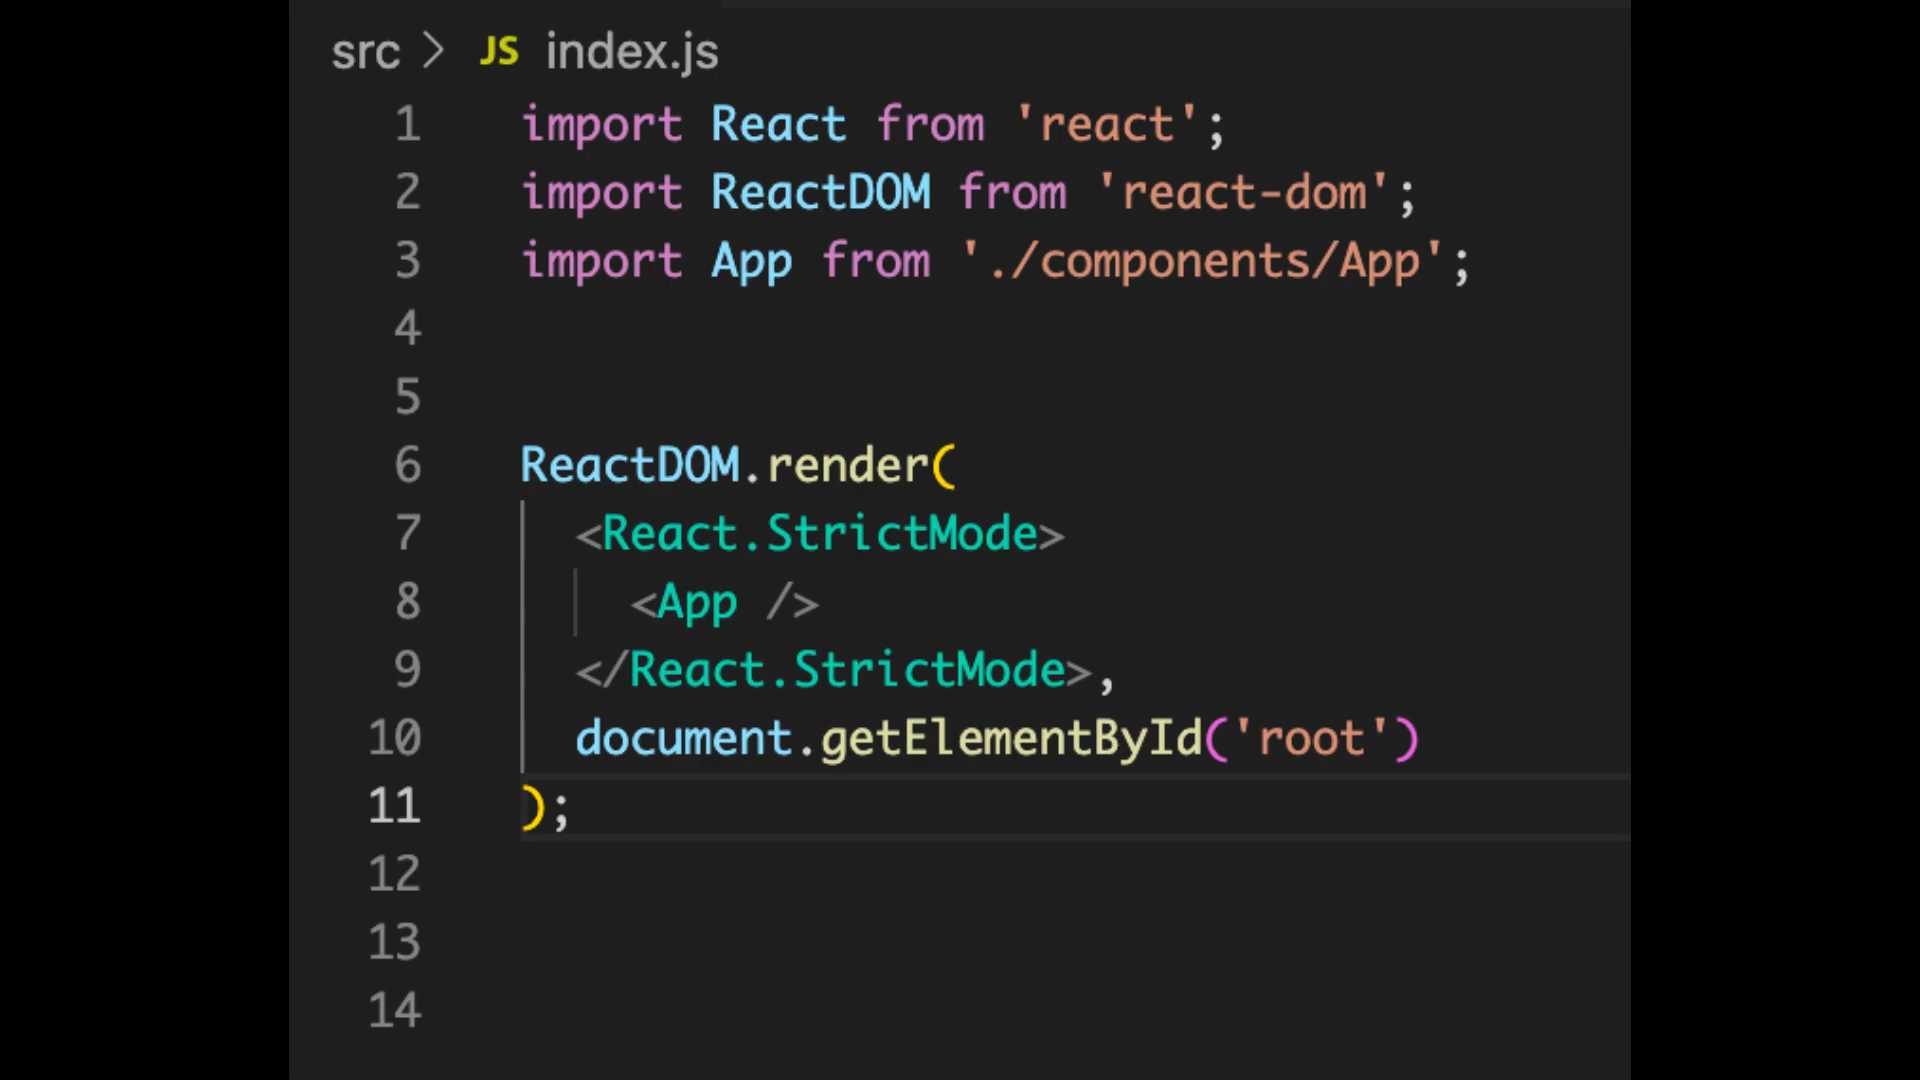 src > JS index.js
1 import React from 'react';
2 import ReactDOM from 'react-dom';
3 import App from './components/App';
4
5
6 ReactDOM.render(
7   <React.StrictMode>
8     <App />
9   </React.StrictMode>,
10   document.getElementById('root')
11 );
12
13
14